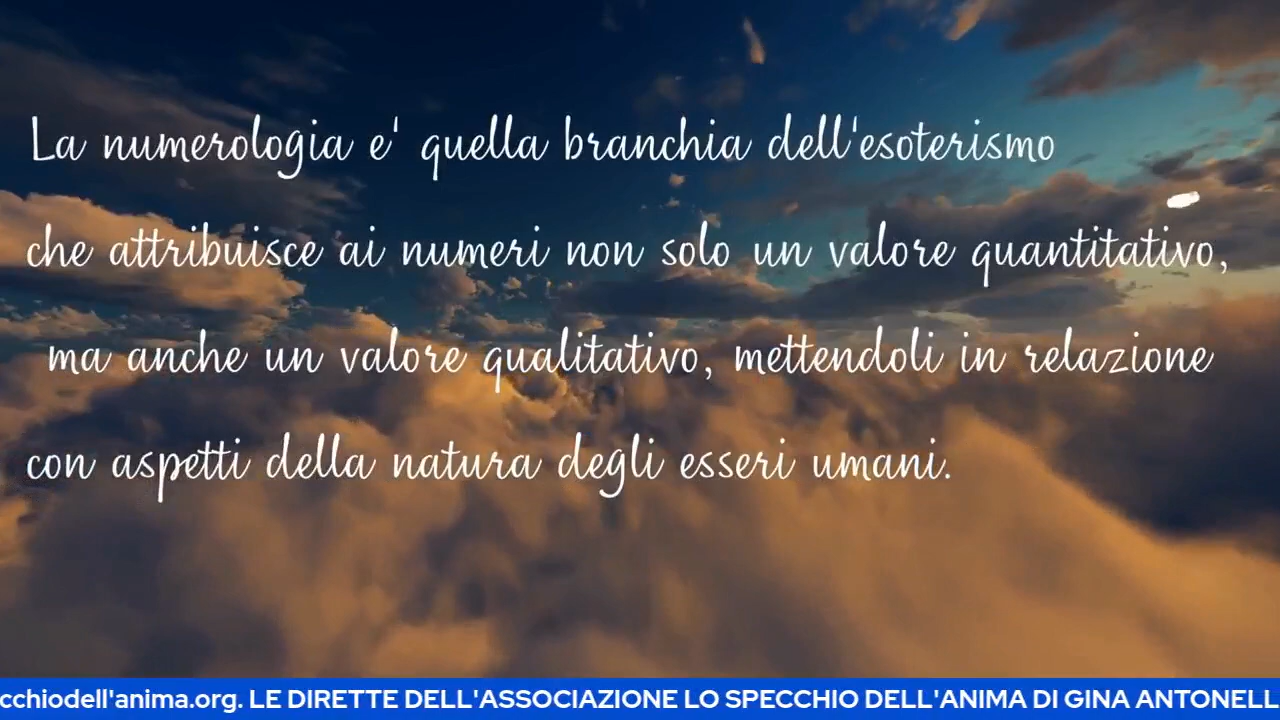 La numerologia e' quella branchia dell'esoterismo
che attribuisce ai numeri non solo un valore quantitativo,
ma anche un valore qualitativo, mettendoli in relazione
con aspetti della natura degli esseri umani.
cchiodell'anima.org. LE DIRETTE DELL'ASSOCIAZIONE LO SPECCHIO DELL'ANIMA DI GINA ANTONELL